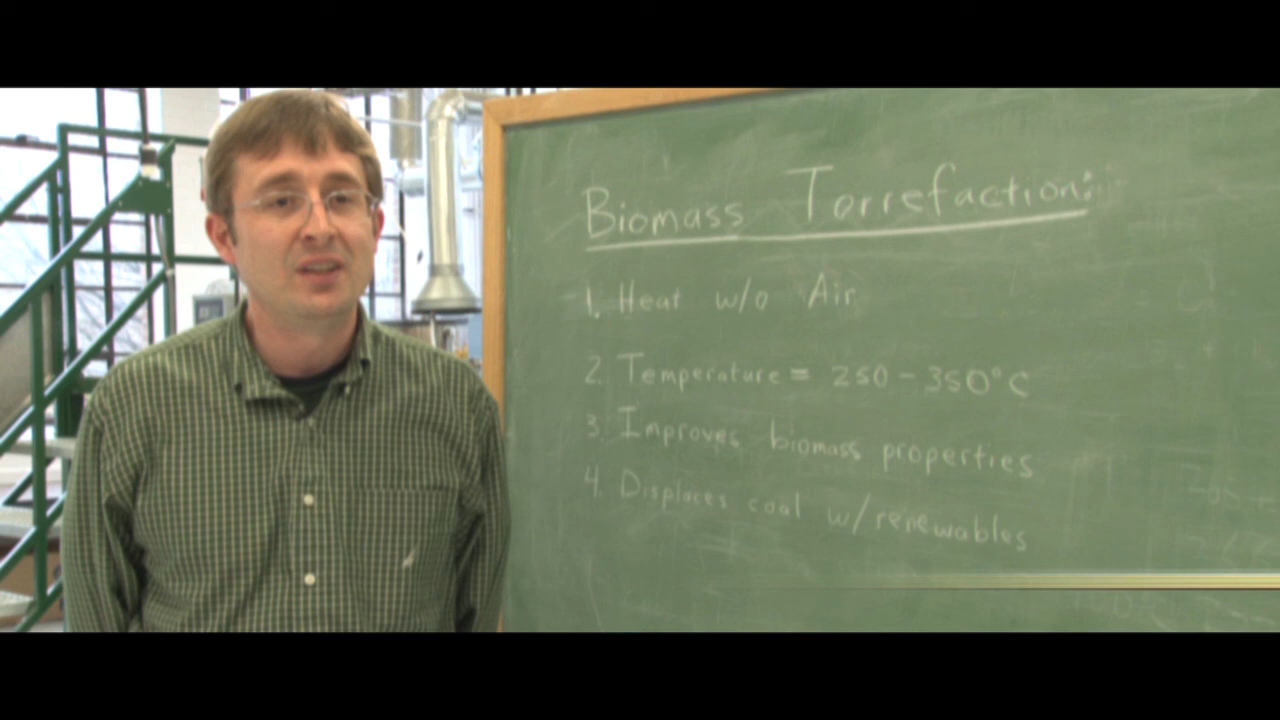 Biomass Torrefaction:
1. Heat w/o Air
2. Temperature = 250 - 350°C
3. Improves biomass properties
4. Displaces coal w/renewables